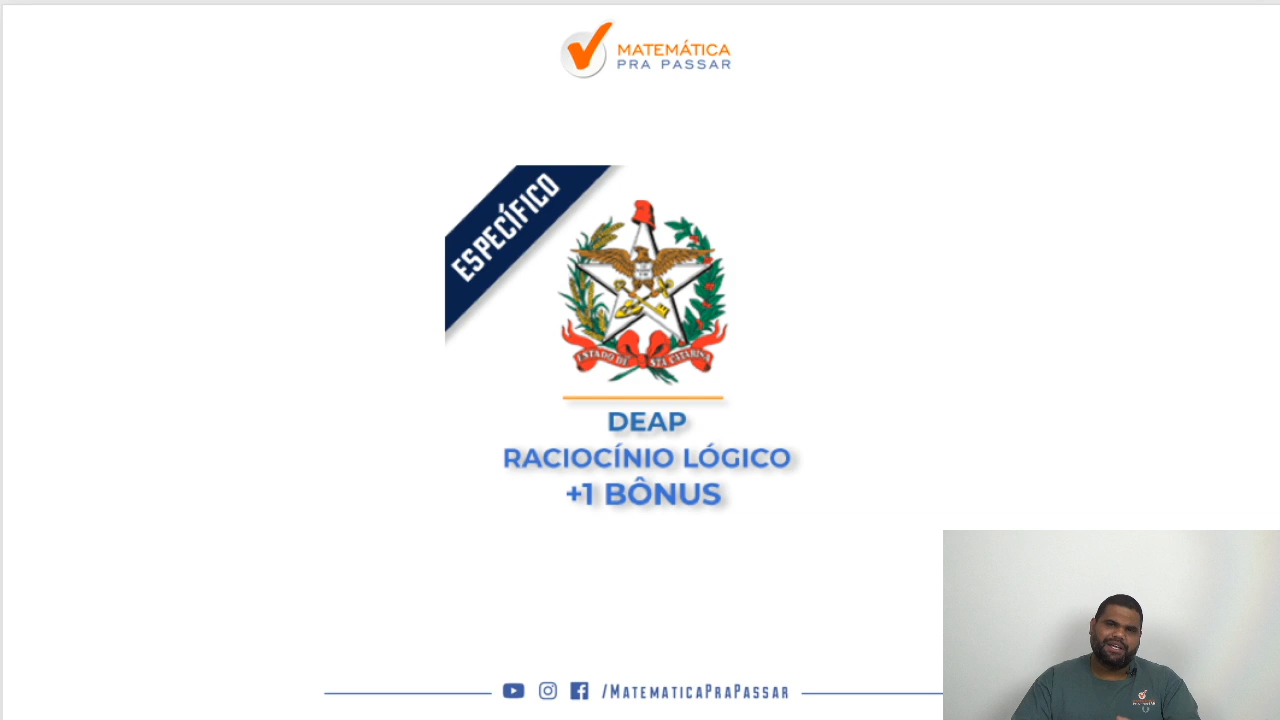 MATEMÁTICA
PRA PASSAR
ESPECÍFICO
ESTADO DE STA CATARINA
DEAP
RACIOCÍNIO LÓGICO
+1 BÔNUS
/MATEMATICAPRAPASSAR